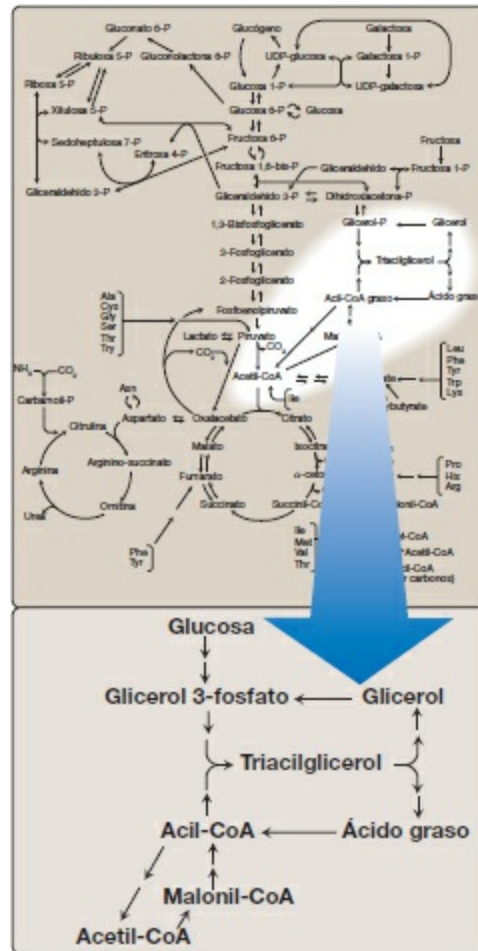 Gluconato 6-P
Glucógeno
Galactosa
Ribulosa 5-P
Gluconolactona 6-P
UDP-glucosa
Galactosa 1-P
Ribosa 5-P
Glucosa 1-P
UDP-galactosa
Xilulosa 5-P
Glucosa 6-P
Glucosa
Sedoheptulosa 7-P
Fructosa 6-P
Eritrosa 4-P
Fructosa
Fructosa 1,6-bis-P
Gliceraldehído
Fructosa 1-P
Gliceraldehído 3-P
Gliceraldehído 3-P
Dihidroxiacetona-P
1,3-Bisfosfoglicerato
Glicerol-P
Glicerol
3-Fosfoglicerato
Triacilglicerol
2-Fosfoglicerato
Acil-CoA graso
Ácido graso
Ala
Cys
Gly
Ser
Thr
Try
Fosfoenolpiruvato
Lactato
Piruvato
CO₂
CO₂
Acetil-CoA
Leu
Phe
Tyr
Trp
Lys
NH₄
CO₂
Carbamoil-P
Asn
Ile
Citrulina
Aspartato
Oxalacetato
Citrato
Malato
Arginina
Arginino-succinato
Fumarato
Pro
His
Arg
Succinato
Urea
Ornitina
Phe
Tyr
Ile
Met
Val
Thr
Acetil-CoA
Glucosa
Glicerol 3-fosfato
Glicerol
Triacilglicerol
Acil-CoA
Ácido graso
Malonil-CoA
Acetil-CoA